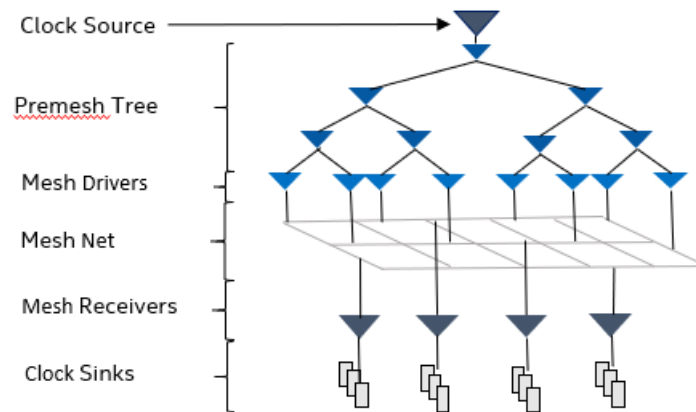 Clock Source
Premesh Tree
Mesh Drivers
Mesh Net
Mesh Receivers
Clock Sinks